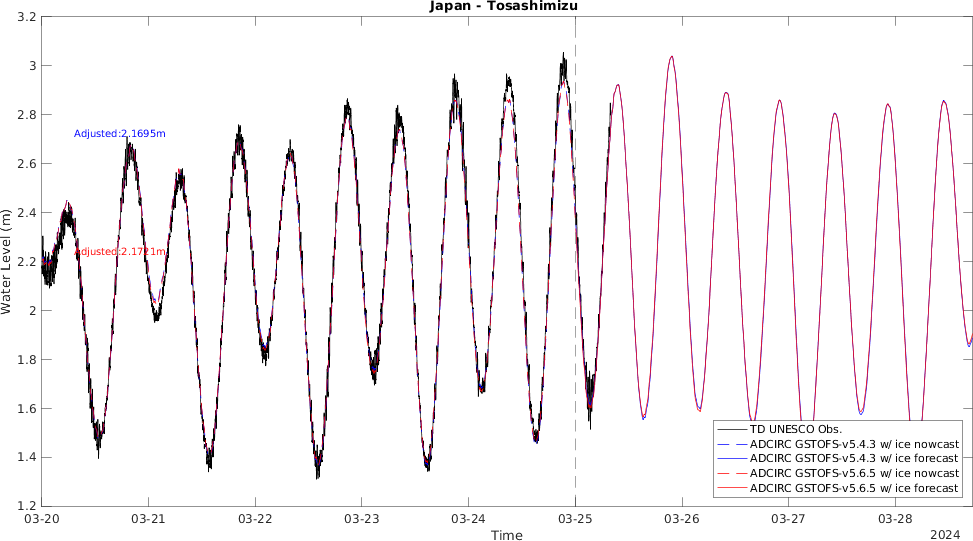 Japan - Tosashimizu
3.2
3
2.8
2.6
2.4
2.2
2
1.8
1.6
1.4
1.2
Water Level (m)
Adjusted:2.1695m
Adjusted:2.1721m
TD UNESCO Obs.
ADCIRC GSTOFS-v5.4.3 w/ ice nowcast
ADCIRC GSTOFS-v5.4.3 w/ ice forecast
ADCIRC GSTOFS-v5.6.5 w/ ice nowcast
ADCIRC GSTOFS-v5.6.5 w/ ice forecast
03-20 03-21 03-22 03-23 03-24 03-25 03-26 03-27 03-28
Time
2024